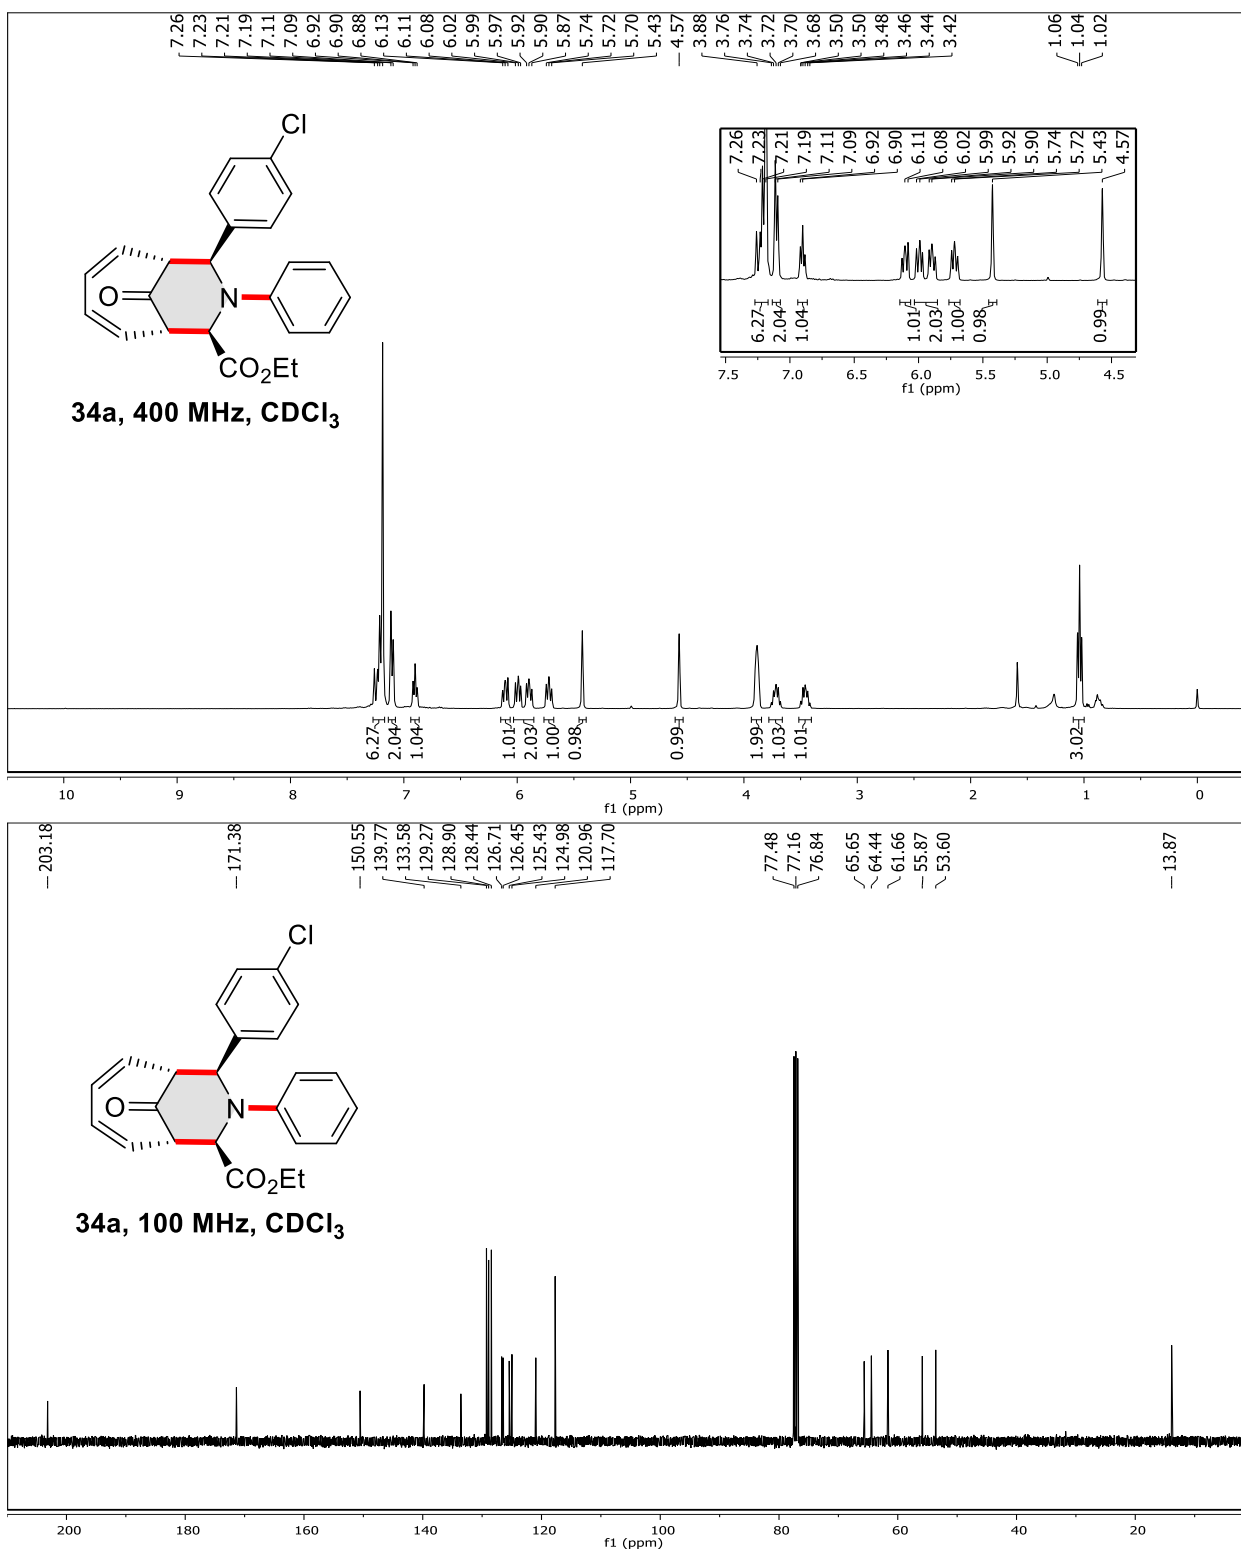 7.26 7.23 7.21 7.19 7.11 7.09 6.92 6.90 6.88 6.13 6.11 6.08 6.02 5.99 5.97 5.92 5.90 5.87 5.74 5.72 5.70 5.43 4.57 3.88 3.76 3.74 3.72 3.70 3.68 3.50 3.50 3.48 3.46 3.44 3.42 1.06 1.04 1.02
Cl
O
N
CO2Et
34a, 400 MHz, CDCl3
7.26 7.23 7.21 7.19 7.11 7.09 6.92 6.90 6.11 6.08 6.02 5.99 5.92 5.90 5.74 5.72 5.43 4.57
6.27 2.04 1.04 1.01 2.03 1.00 0.98 0.99
7.5 7.0 6.5 6.0 5.5 5.0 4.5
f1 (ppm)
6.27 2.04 1.04 1.01 2.03 1.00 0.98 0.99 1.99 1.03 1.01 3.02
10 9 8 7 6 5 4 3 2 1 0
f1 (ppm)
203.18 171.38 150.55 139.77 133.58 129.27 128.90 128.44 126.71 126.45 125.43 124.98 120.96 117.70 77.48 77.16 76.84 65.65 64.44 61.66 55.87 53.60 13.87
Cl
O
N
CO2Et
34a, 100 MHz, CDCl3
200 180 160 140 120 100 80 60 40 20
f1 (ppm)